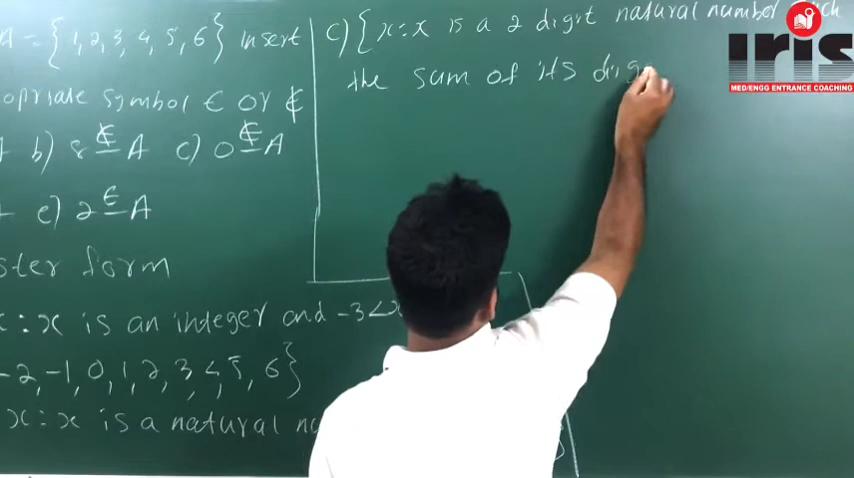 A = { 1, 2, 3, 4, 5, 6 } insert
opriate symbol ∈ or ∉
b) 8 ∉ A c) 0 ∉ A
e) 2 ∈ A
ster form
x : x is an integer and -3 < x
-2, -1, 0, 1, 2, 3, 4, 5, 6 }
x : x is a natural
c) { x : x is a 2 digit natural number
the sum of its dig
iris
MED/ENGG ENTRANCE COACHING